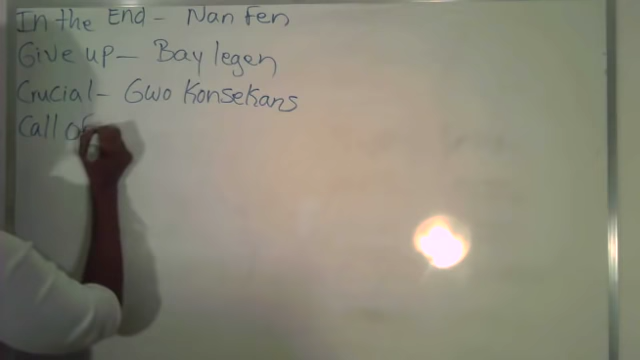 In the End - Nan Fen
Give up - Bay legen
Crucial - Gwo Konsekans
Call of